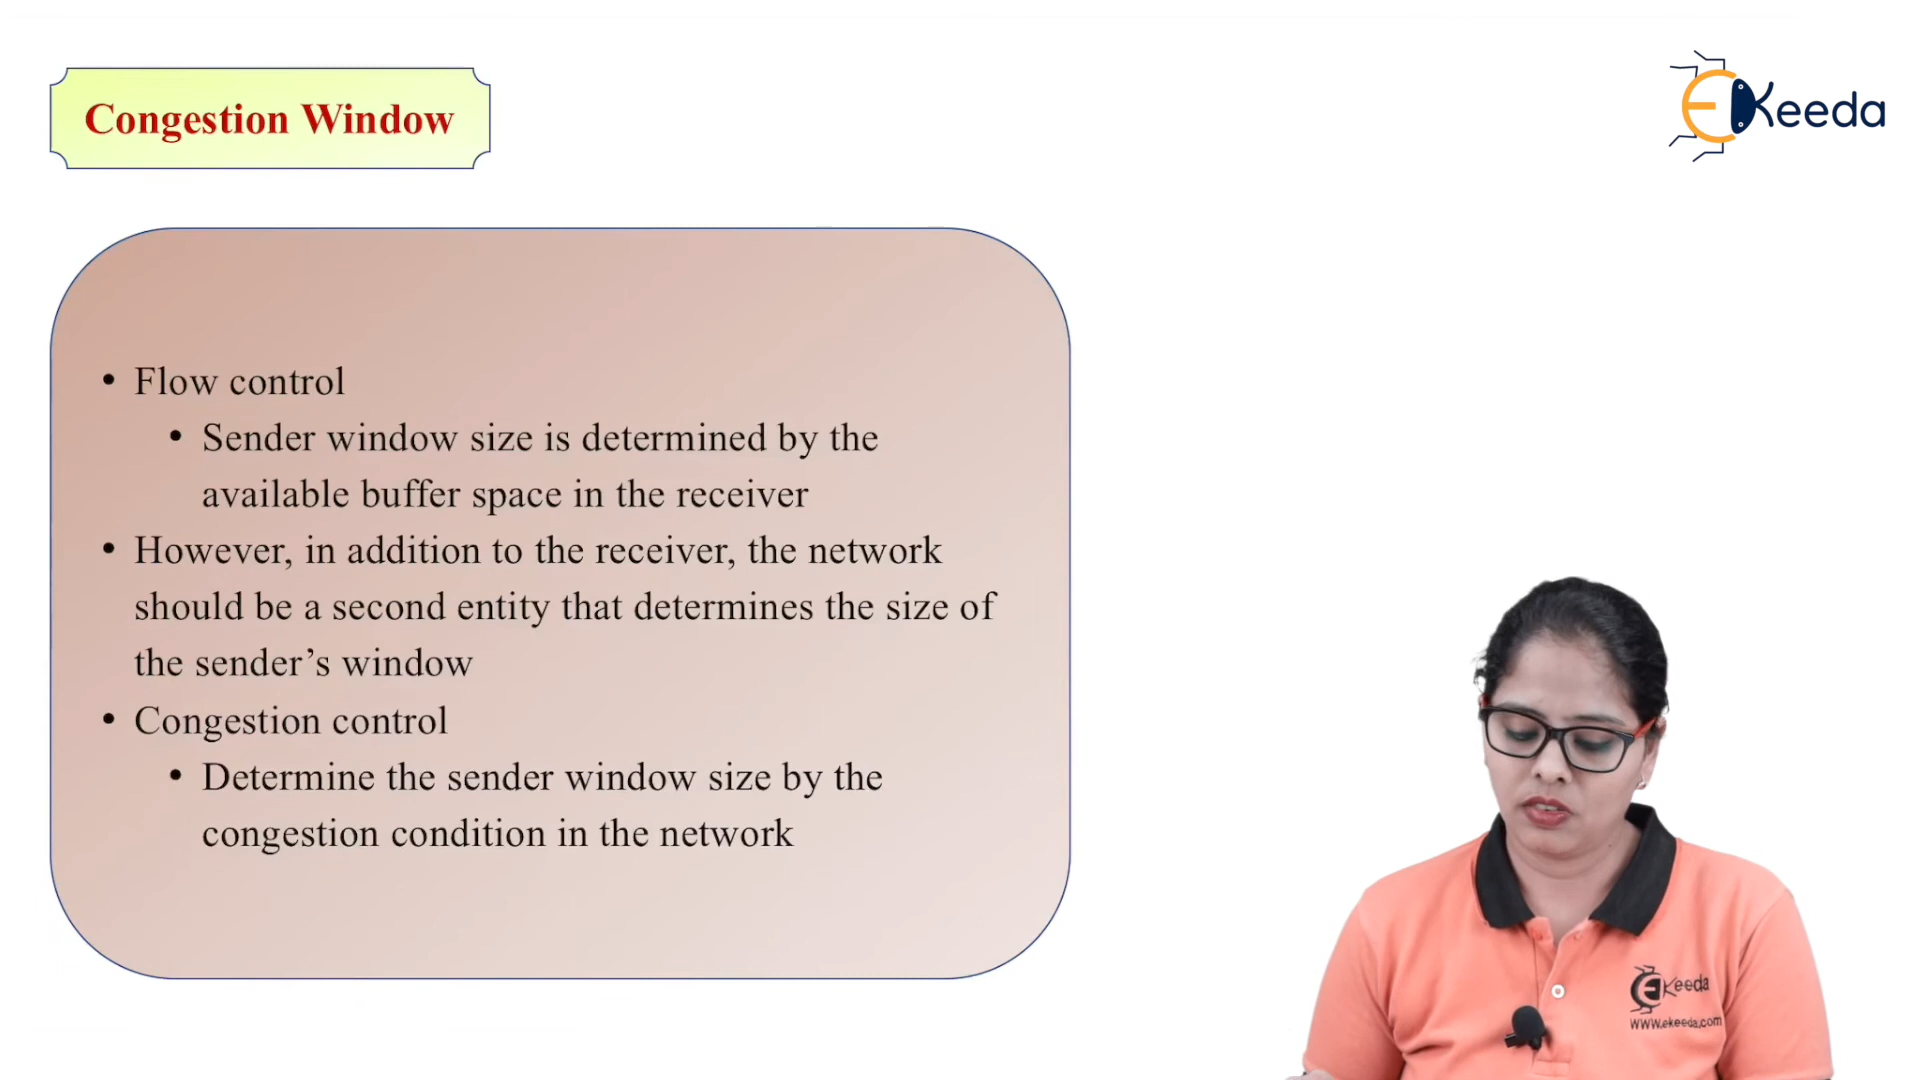 Congestion Window
EKeeda
• Flow control
• Sender window size is determined by the
available buffer space in the receiver
• However, in addition to the receiver, the network
should be a second entity that determines the size of
the sender’s window
• Congestion control
• Determine the sender window size by the
congestion condition in the network
EKeeda
www.ekeeda.com